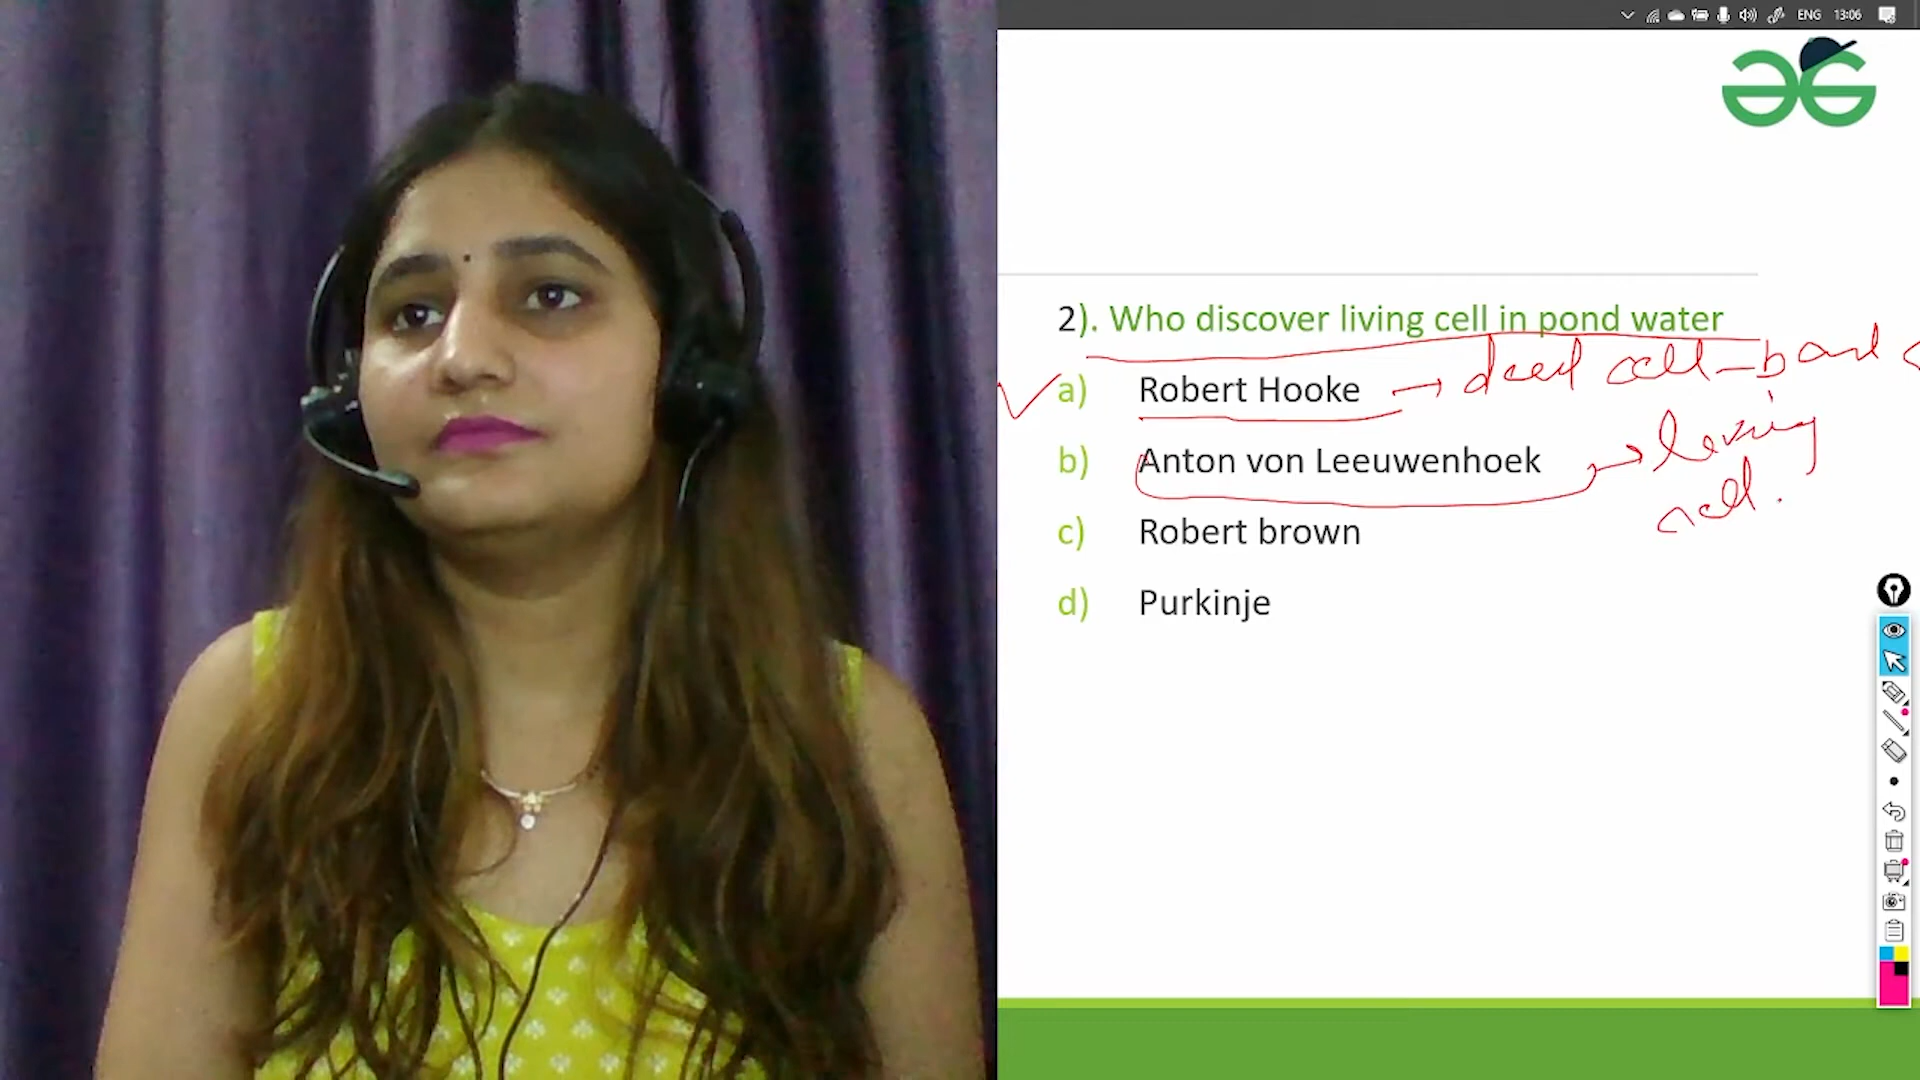 ENG 13:06
2). Who discover living cell in pond water
a) Robert Hooke → dead cell - bark
b) Anton von Leeuwenhoek → living
cell.
c) Robert brown
d) Purkinje